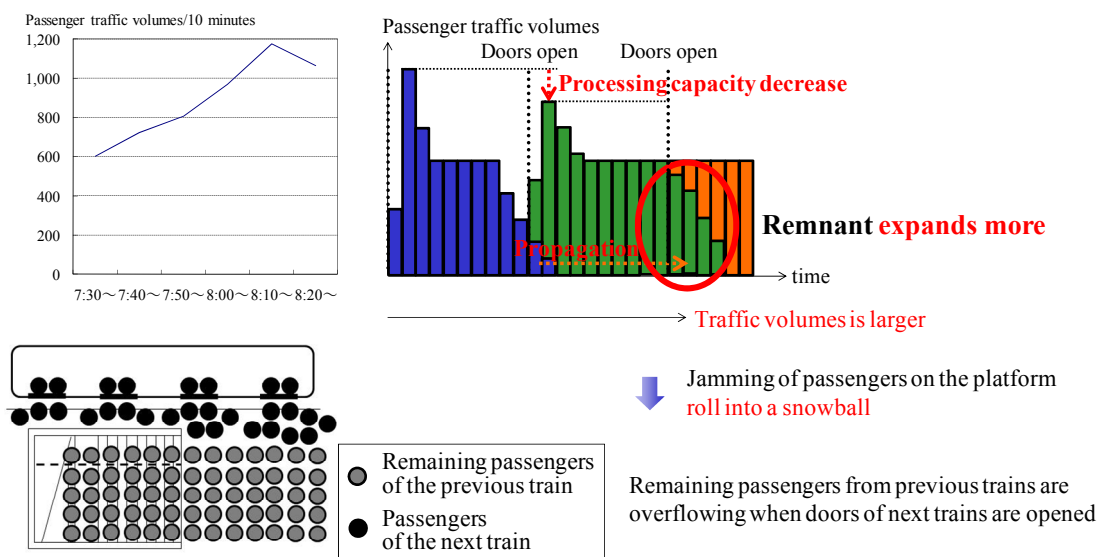 Passenger traffic volumes/10 minutes
1,200
1,000
800
600
400
200
0
7:30～ 7:40～ 7:50～ 8:00～ 8:10～ 8:20～
Passenger traffic volumes
Doors open
Doors open
Processing capacity decrease
Propagation
Remnant expands more
time
Traffic volumes is larger
Jamming of passengers on the platform
roll into a snowball
Remaining passengers
of the previous train
Passengers
of the next train
Remaining passengers from previous trains are
overflowing when doors of next trains are opened